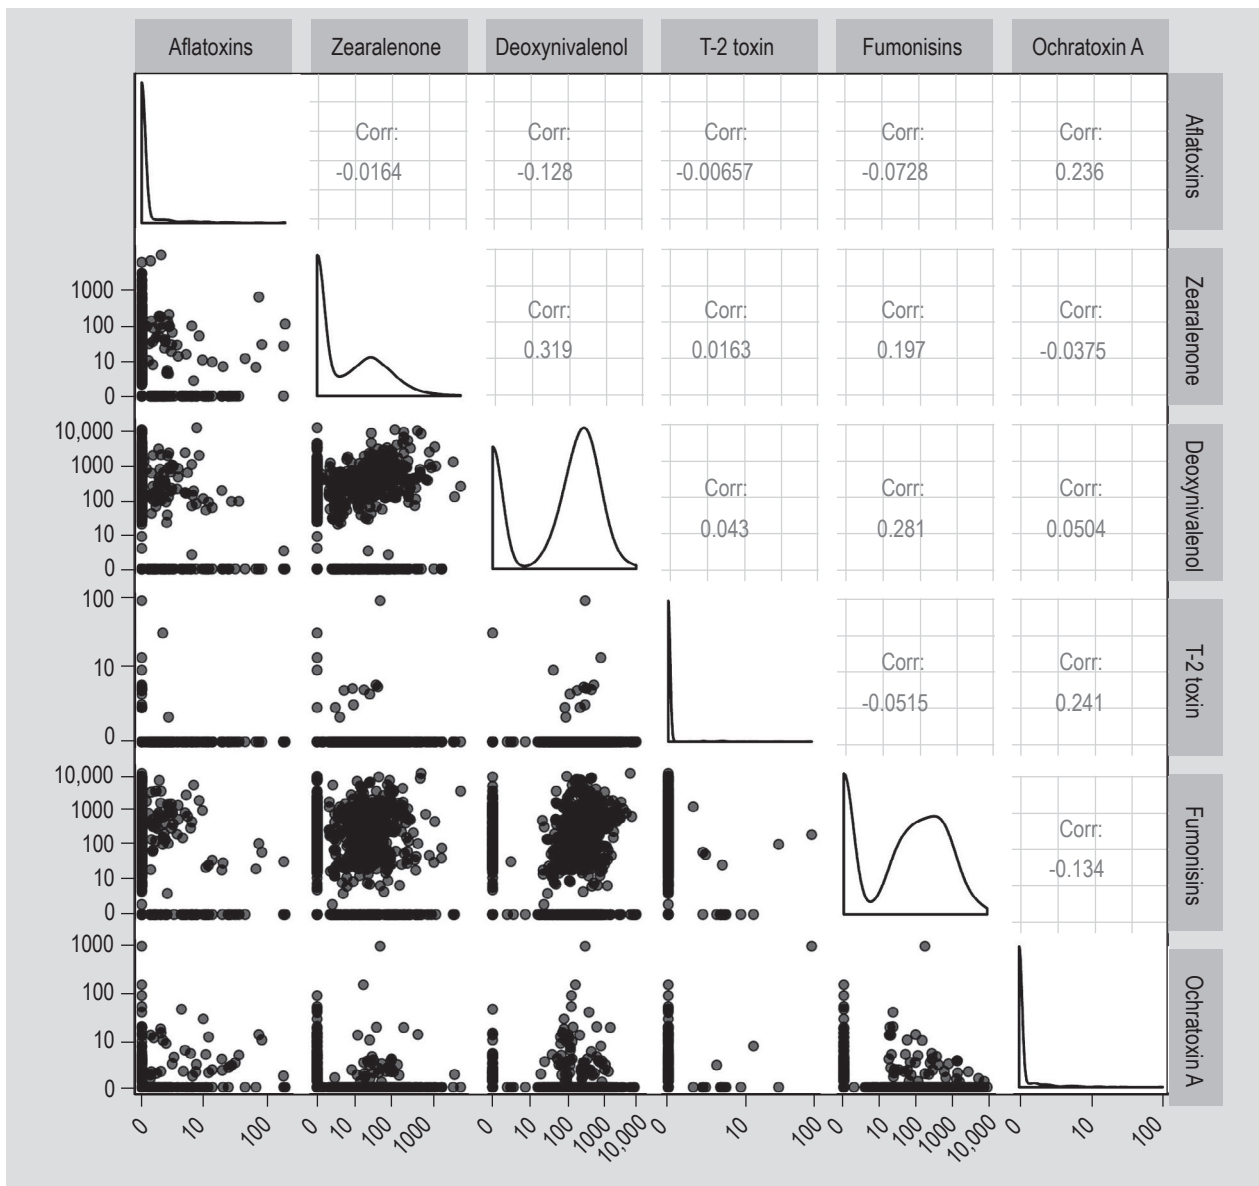 Aflatoxins Zearalenone Deoxynivalenol T-2 toxin Fumonisins Ochratoxin A
Corr: Corr: Corr: Corr: Corr:
-0.0164 -0.128 -0.00657 -0.0728 0.236
Aflatoxins
1000
100
10
0
Corr: Corr: Corr: Corr:
0.319 0.0163 0.197 -0.0375
Zearalenone
10,000
1000
100
10
0
Corr: Corr: Corr:
0.043 0.281 0.0504
Deoxynivalenol
100
10
0
Corr: Corr:
-0.0515 0.241
T-2 toxin
10,000
1000
100
10
0
Corr:
-0.134
Fumonisins
1000
100
10
0
Ochratoxin A
0 10 100 0 10 100 1000 0 10 100 1000 10,000 0 10 100 0 10 100 1000 10,000 0 10 100